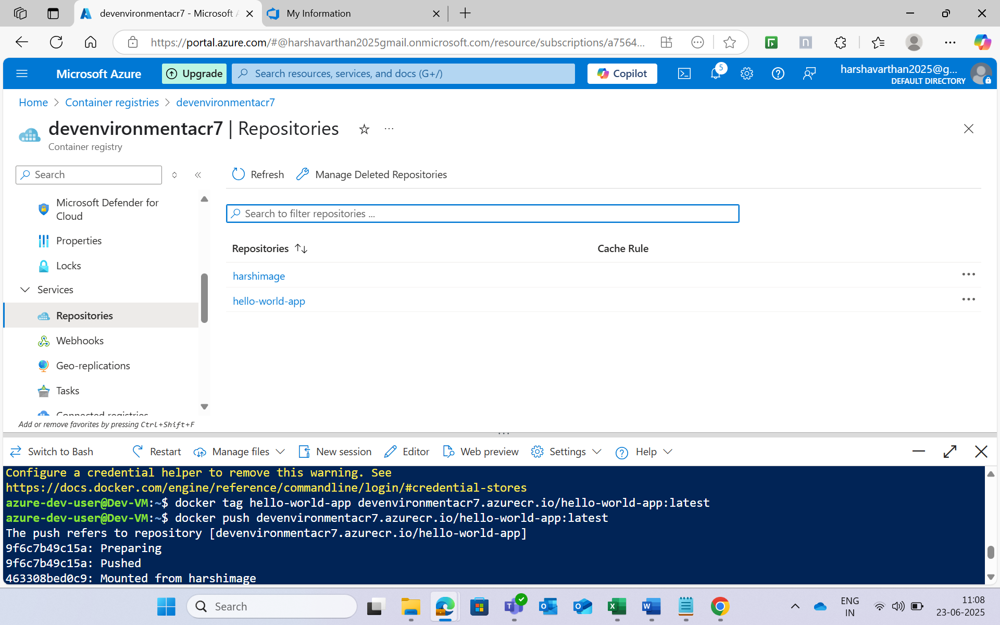 devenvironmentacr7 - Microsoft A
My Information
https://portal.azure.com/#@harshavarthan2025gmail.onmicrosoft.com/resource/subscriptions/a7564...
Microsoft Azure
Upgrade
Search resources, services, and docs (G+/)
Copilot
5
harshavarthan2025@g...
DEFAULT DIRECTORY
Home > Container registries > devenvironmentacr7
devenvironmentacr7 | Repositories
Container registry
Search
Refresh
Manage Deleted Repositories
Microsoft Defender for
Cloud
Properties
Locks
Services
Repositories
Webhooks
Geo-replications
Tasks
Connected registries
Add or remove favorites by pressing Ctrl+Shift+F
Search to filter repositories ...
Repositories
Cache Rule
harshimage
hello-world-app
Switch to Bash
Restart
Manage files
New session
Editor
Web preview
Settings
Help
Configure a credential helper to remove this warning. See
https://docs.docker.com/engine/reference/commandline/login/#credential-stores
azure-dev-user@Dev-VM:~$ docker tag hello-world-app devenvironmentacr7.azurecr.io/hello-world-app:latest
azure-dev-user@Dev-VM:~$ docker push devenvironmentacr7.azurecr.io/hello-world-app:latest
The push refers to repository [devenvironmentacr7.azurecr.io/hello-world-app]
9f6c7b49c15a: Preparing
9f6c7b49c15a: Pushed
463308bed0c9: Mounted from harshimage
Search
ENG
IN
11:08
23-06-2025